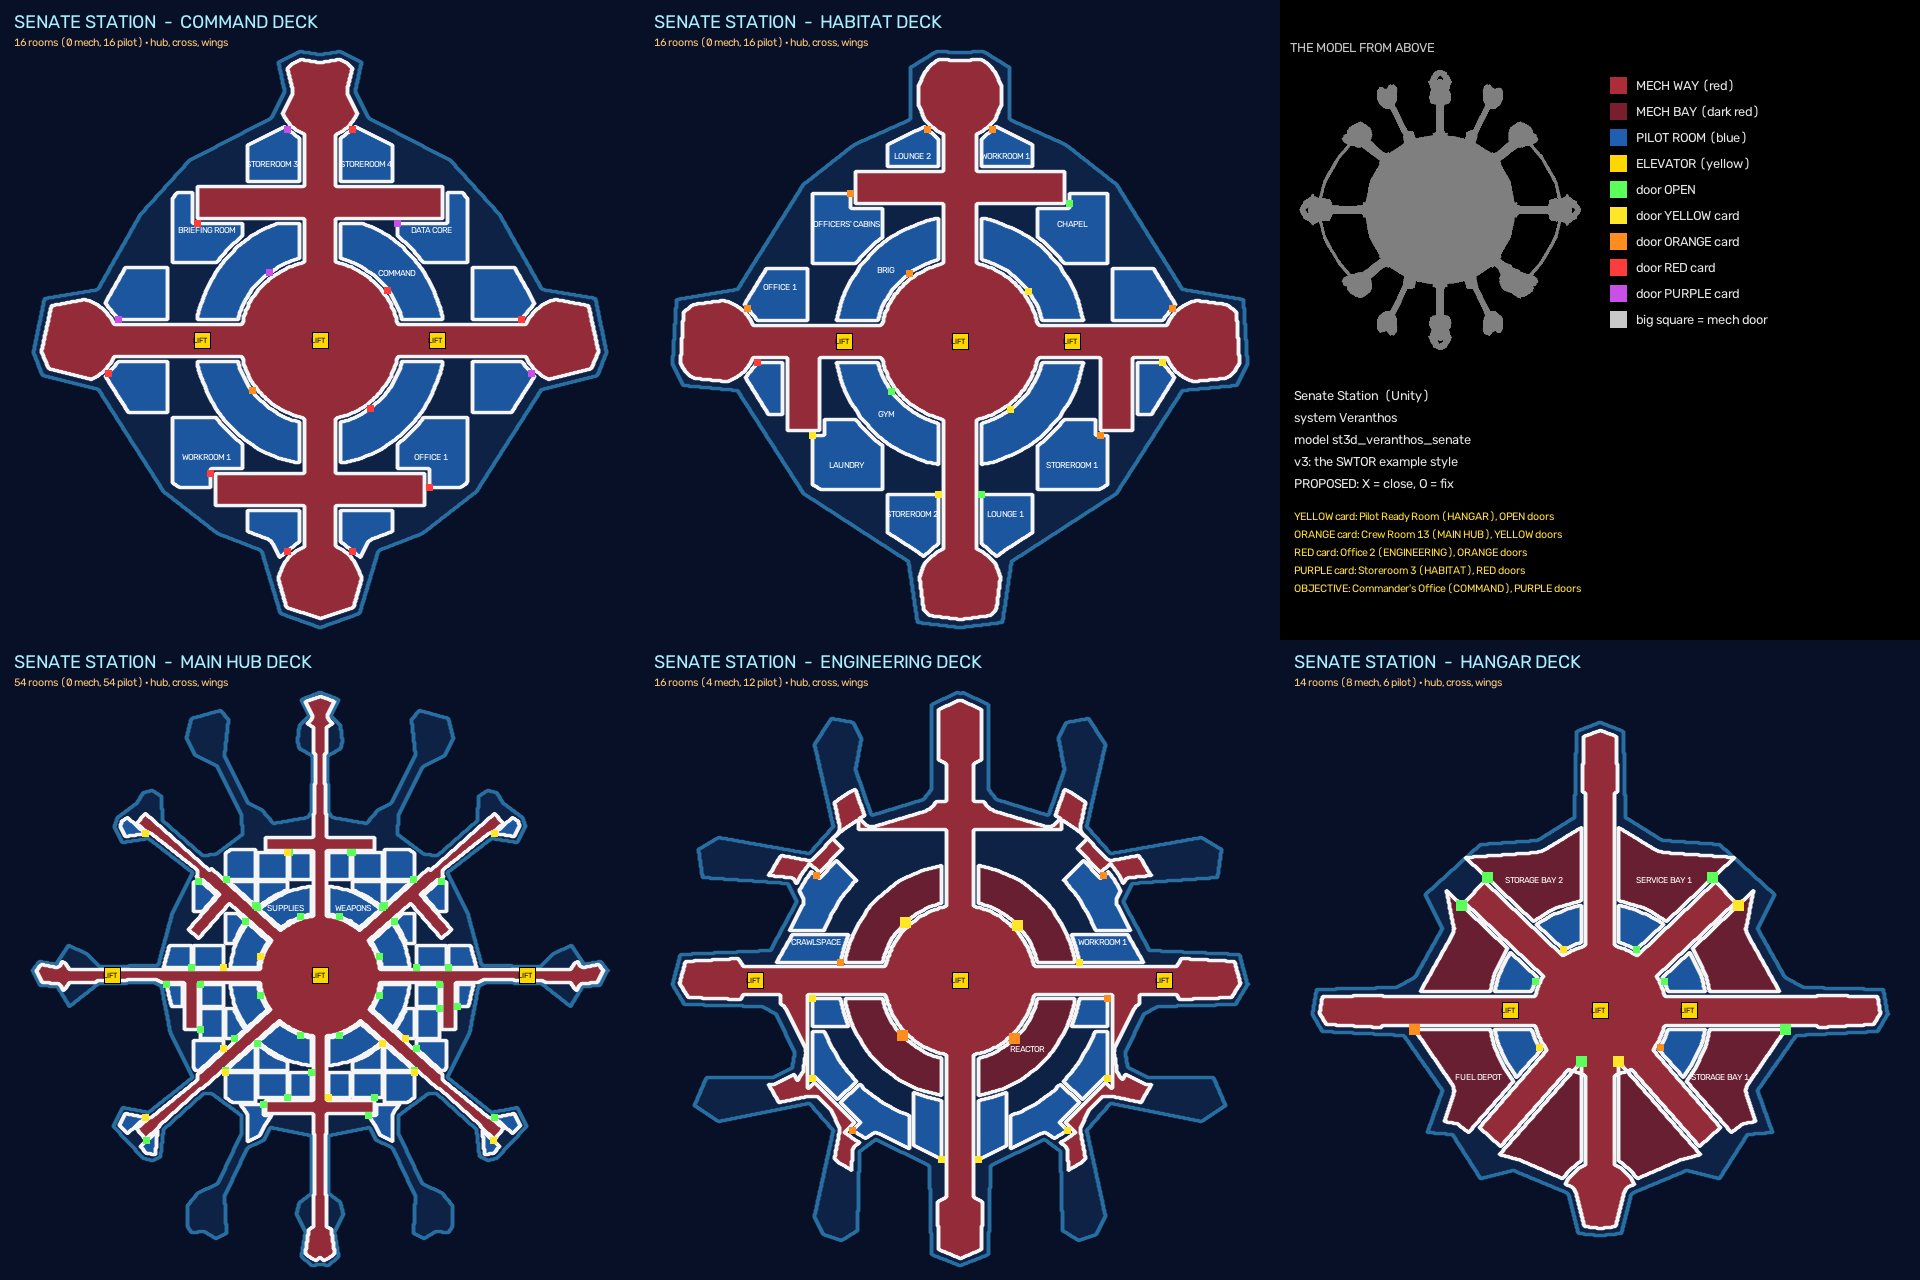 SENATE STATION - COMMAND DECK
16 rooms (0 mech, 16 pilot) • hub, cross, wings
STOREROOM 3
STOREROOM 4
BRIEFING ROOM
DATA CORE
COMMAND
LIFT
LIFT
LIFT
WORKROOM 1
OFFICE 1
SENATE STATION - HABITAT DECK
16 rooms (0 mech, 16 pilot) • hub, cross, wings
LOUNGE 2
WORKROOM 1
OFFICERS' CABINS
CHAPEL
BRIG
OFFICE 1
LIFT
LIFT
LIFT
GYM
LAUNDRY
STOREROOM 1
STOREROOM 2
LOUNGE 1
THE MODEL FROM ABOVE
MECH WAY (red)
MECH BAY (dark red)
PILOT ROOM (blue)
ELEVATOR (yellow)
door OPEN
door YELLOW card
door ORANGE card
door RED card
door PURPLE card
big square = mech door
Senate Station (Unity)
system Veranthos
model st3d_veranthos_senate
v3: the SWTOR example style
PROPOSED: X = close, O = fix
YELLOW card: Pilot Ready Room (HANGAR), OPEN doors
ORANGE card: Crew Room 13 (MAIN HUB), YELLOW doors
RED card: Office 2 (ENGINEERING), ORANGE doors
PURPLE card: Storeroom 3 (HABITAT), RED doors
OBJECTIVE: Commander's Office (COMMAND), PURPLE doors
SENATE STATION - MAIN HUB DECK
54 rooms (0 mech, 54 pilot) • hub, cross, wings
SUPPLIES
WEAPONS
LIFT
LIFT
LIFT
SENATE STATION - ENGINEERING DECK
16 rooms (4 mech, 12 pilot) • hub, cross, wings
CRAWLSPACE
WORKROOM 1
LIFT
LIFT
LIFT
REACTOR
SENATE STATION - HANGAR DECK
14 rooms (8 mech, 6 pilot) • hub, cross, wings
STORAGE BAY 2
SERVICE BAY 1
LIFT
LIFT
LIFT
FUEL DEPOT
STORAGE BAY 1